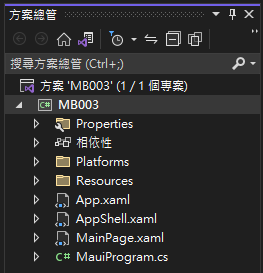 方案總管
搜尋方案總管 (Ctrl+;)
方案 'MB003' (1 / 1 個專案)
C# MB003
Properties
相依性
Platforms
Resources
App.xaml
AppShell.xaml
MainPage.xaml
C# MauiProgram.cs